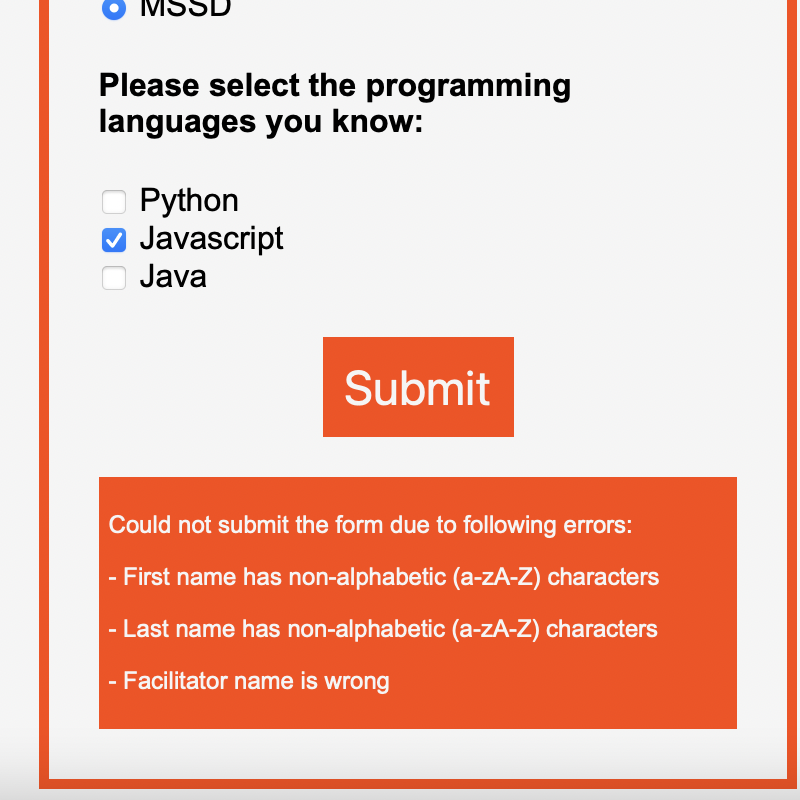 MSSD
Please select the programming
languages you know:
Python
Javascript
Java
Submit
Could not submit the form due to following errors:
- First name has non-alphabetic (a-zA-Z) characters
- Last name has non-alphabetic (a-zA-Z) characters
- Facilitator name is wrong